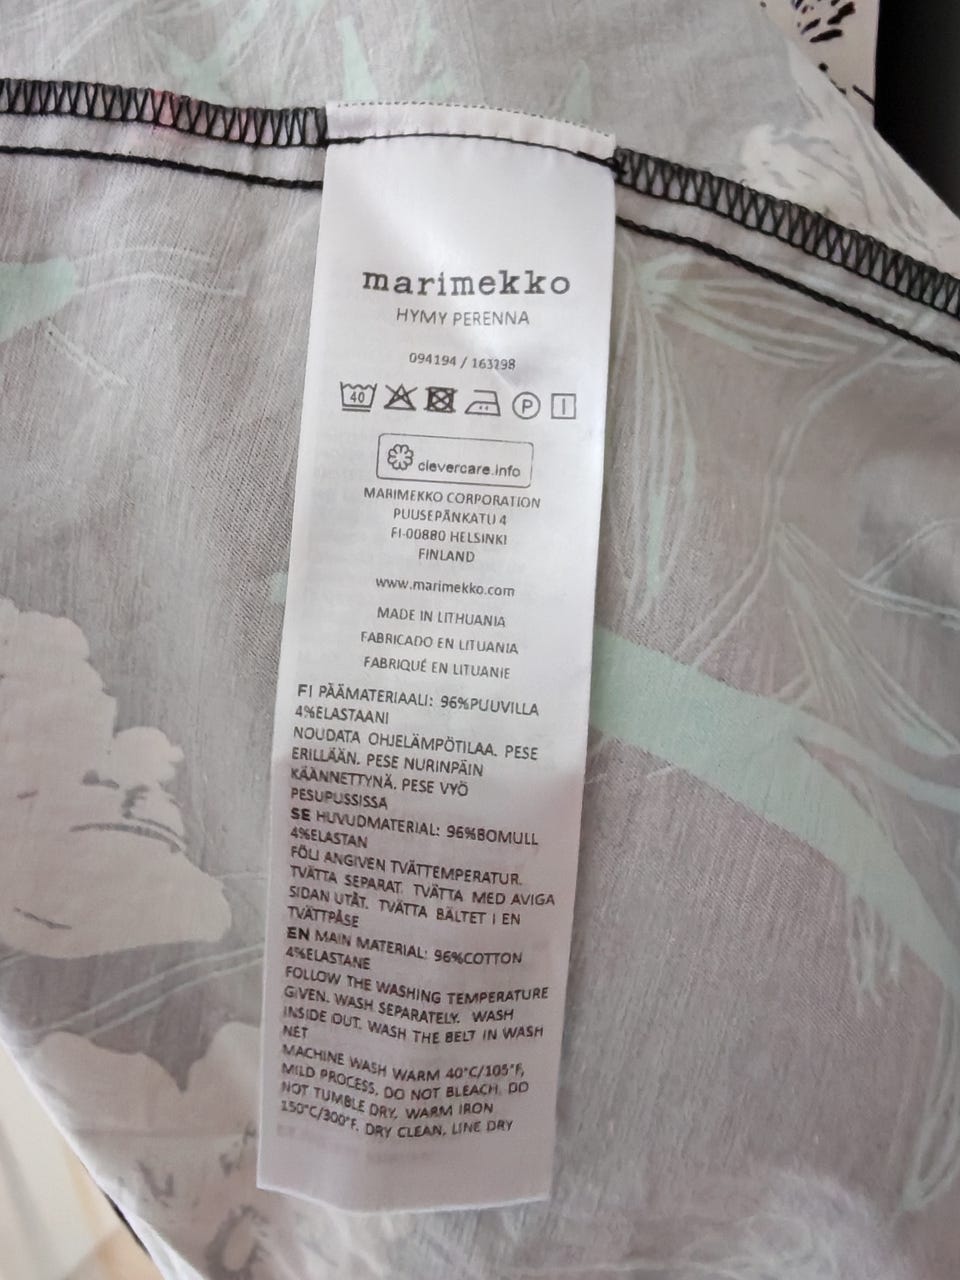 marimekko
HYMY PERENNA
094194 / 163298
40 P
clevercare.info
MARIMEKKO CORPORATION
PUUSEPÄNKATU 4
FI-00880 HELSINKI
FINLAND
www.marimekko.com
MADE IN LITHUANIA
FABRICADO EN LITUANIA
FABRIQUÉ EN LITUANIE
FI PÄÄMATERIAALI: 96%PUUVILLA
4%ELASTAANI
NOUDATA OHJELÄMPÖTILAA. PESE
ERILLÄÄN. PESE NURINPÄIN
KÄÄNNETTYNÄ. PESE VYÖ
PESUPUSSISSA
SE HUVUDMATERIAL: 96%BOMULL
4%ELASTAN
FÖLJ ANGIVEN TVÄTTEMPERATUR.
TVÄTTA SEPARAT. TVÄTTA MED AVIGA
SIDAN UTÅT. TVÄTTA BÄLTET I EN
TVÄTTPÅSE
EN MAIN MATERIAL: 96%COTTON
4%ELASTANE
FOLLOW THE WASHING TEMPERATURE
GIVEN. WASH SEPARATELY. WASH
INSIDE OUT. WASH THE BELT IN WASH
NET
MACHINE WASH WARM 40°C/105°F,
MILD PROCESS. DO NOT BLEACH. DO
NOT TUMBLE DRY. WARM IRON
150°C/300°F. DRY CLEAN. LINE DRY